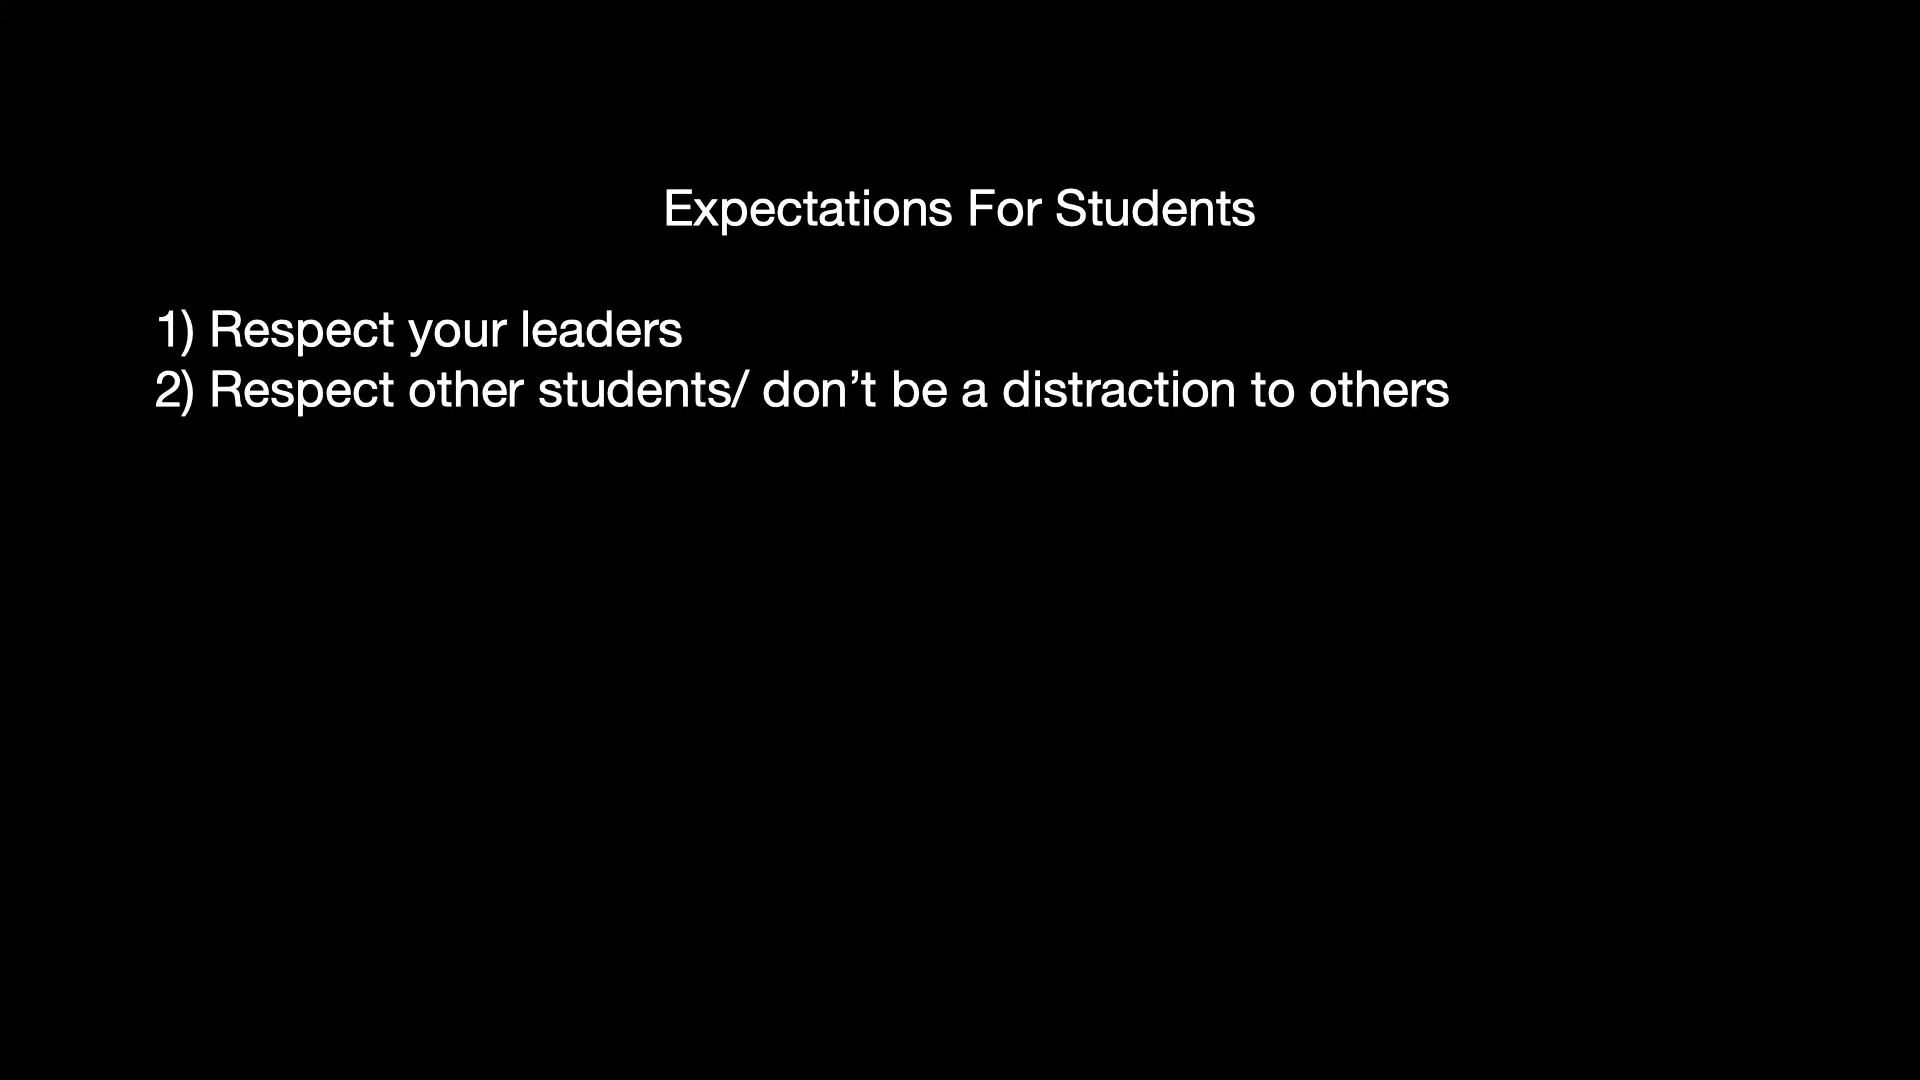 Expectations For Students
1) Respect your leaders
2) Respect other students/ don’t be a distraction to others